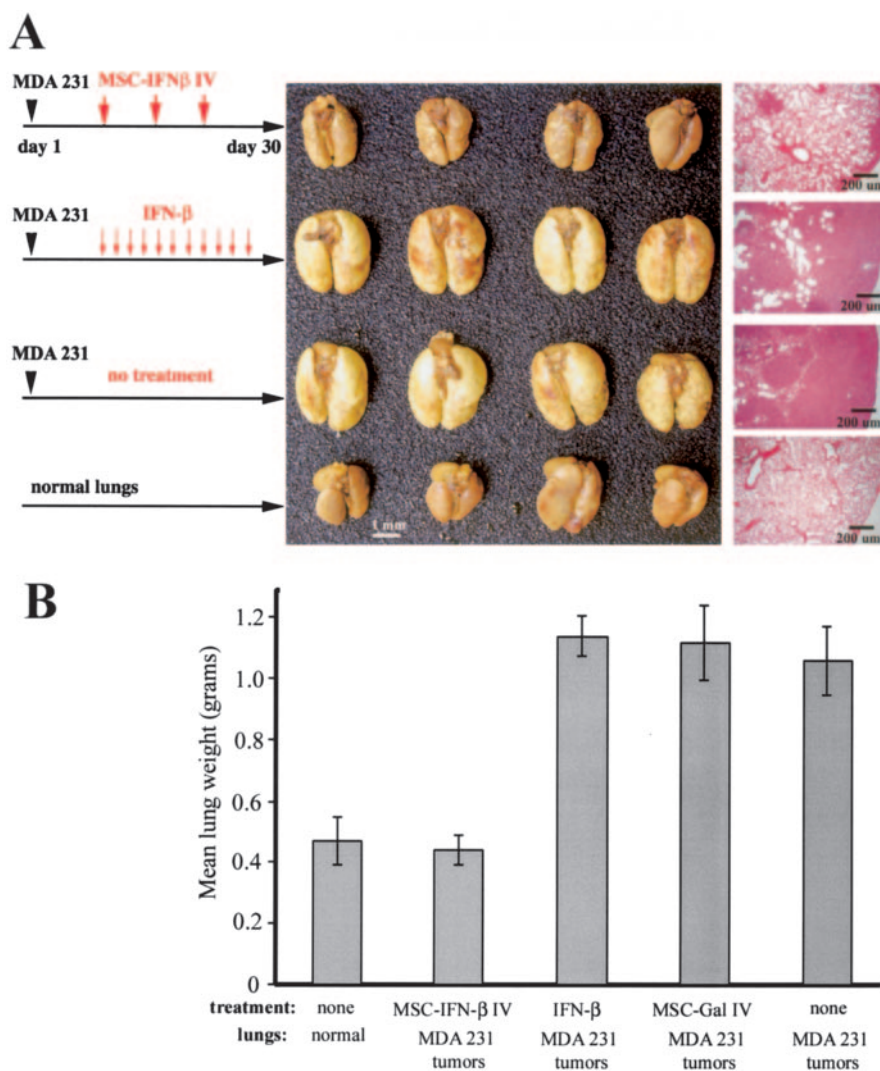 A
MDA 231 MSC-IFNβ IV
day 1 day 30
200 um
MDA 231 IFN-β
200 um
MDA 231
no treatment
200 um
normal lungs
1 mm
200 um
B
Mean lung weight (grams)
1.2
1.0
0.8
0.6
0.4
0.2
0
treatment: none MSC-IFN-β IV IFN-β MSC-Gal IV none
lungs: normal MDA 231 MDA 231 MDA 231 MDA 231
tumors tumors tumors tumors